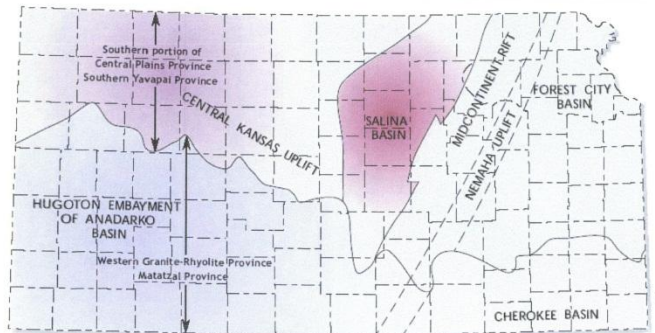 Southern portion of
Central Plains Province
Southern Yavapai Province
CENTRAL KANSAS UPLIFT
SALINA
BASIN
MIDCONTINENT RIFT
NEMAHA UPLIFT
FOREST CITY
BASIN
HUGOTON EMBAYMENT
OF ANADARKO
BASIN
Western Granite-Rhyolite Province
Matatzal Province
CHEROKEE BASIN